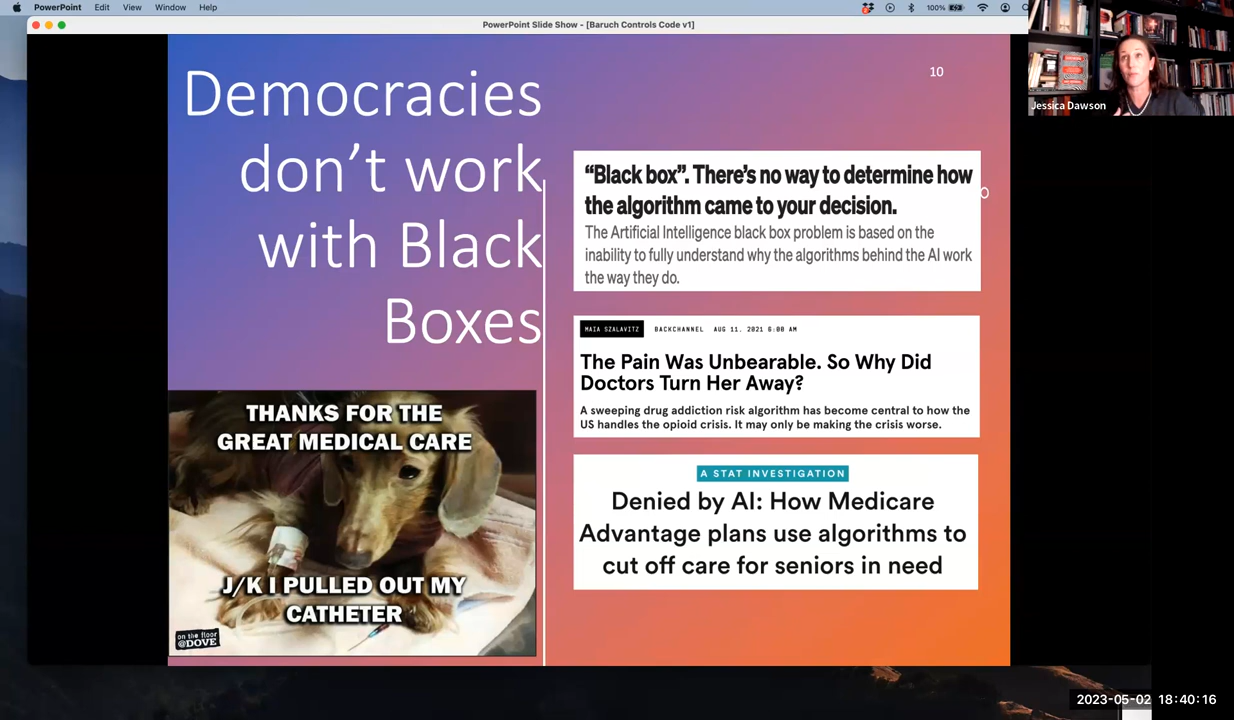 PowerPoint Edit View Window Help
100%
PowerPoint Slide Show - [Baruch Controls Code v1]
Jessica Dawson
10
Democracies
don’t work
with Black
Boxes
“Black box”. There’s no way to determine how
the algorithm came to your decision.
The Artificial Intelligence black box problem is based on the
inability to fully understand why the algorithms behind the AI work
the way they do.
MAIA SZALAVITZ BACKCHANNEL AUG 11, 2021 6:00 AM
The Pain Was Unbearable. So Why Did
Doctors Turn Her Away?
A sweeping drug addiction risk algorithm has become central to how the
US handles the opioid crisis. It may only be making the crisis worse.
A STAT INVESTIGATION
Denied by AI: How Medicare
Advantage plans use algorithms to
cut off care for seniors in need
THANKS FOR THE
GREAT MEDICAL CARE
J/K I PULLED OUT MY
CATHETER
on the floor
@DOVE
2023-05-02 18:40:16